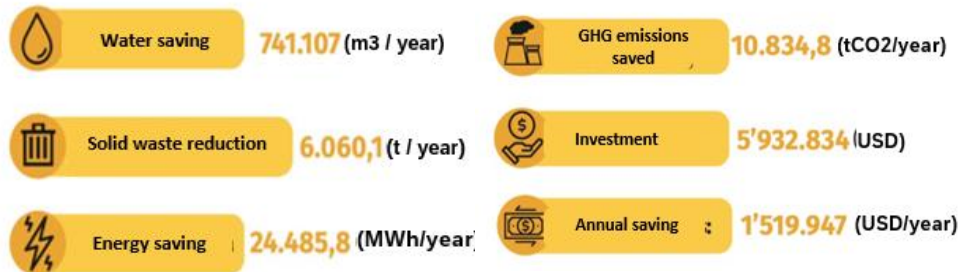 Water saving 741.107 (m3 / year)
Solid waste reduction 6.060,1 (t / year)
Energy saving 24.485,8 (MWh/year)
GHG emissions
saved 10.834,8 (tCO2/year)
Investment 5'932.834 (USD)
Annual saving : 1'519.947 (USD/year)